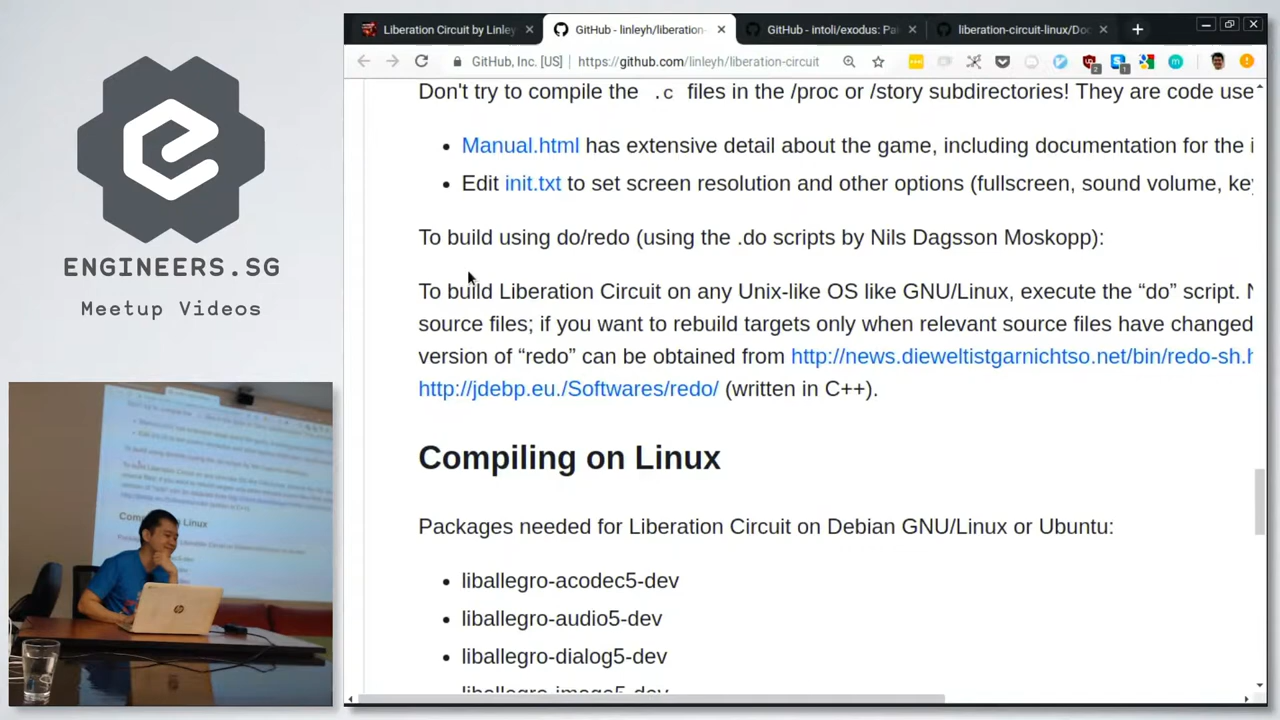 Liberation Circuit by Linley
GitHub - linleyh/liberation-
GitHub - intoli/exodus: Pai
liberation-circuit-linux/Doc
GitHub, Inc. [US]
https://github.com/linleyh/liberation-circuit
Don't try to compile the .c files in the /proc or /story subdirectories! They are code use
Manual.html has extensive detail about the game, including documentation for the i
Edit init.txt to set screen resolution and other options (fullscreen, sound volume, key
To build using do/redo (using the .do scripts by Nils Dagsson Moskopp):
To build Liberation Circuit on any Unix-like OS like GNU/Linux, execute the “do” script. N
source files; if you want to rebuild targets only when relevant source files have changed
version of “redo” can be obtained from http://news.dieweltistgarnichtso.net/bin/redo-sh.h
http://jdebp.eu./Softwares/redo/ (written in C++).
Compiling on Linux
Packages needed for Liberation Circuit on Debian GNU/Linux or Ubuntu:
liballegro-acodec5-dev
liballegro-audio5-dev
liballegro-dialog5-dev
liballegro-image5-dev
ENGINEERS.SG
Meetup Videos